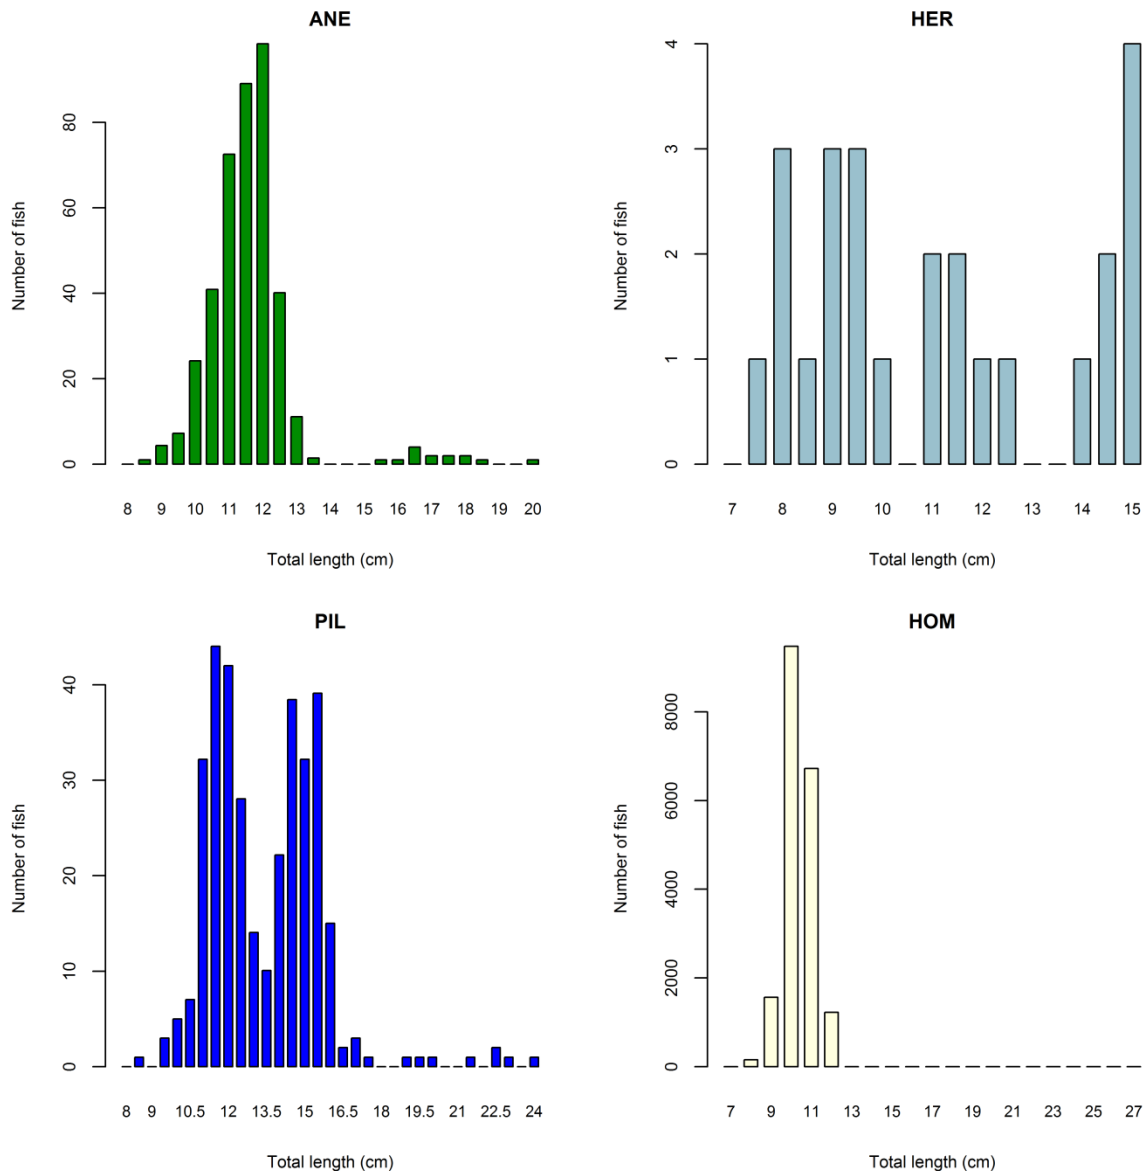 ANE
Number of fish
80
60
40
20
0
8 9 10 11 12 13 14 15 16 17 18 19 20
Total length (cm)
HER
Number of fish
4
3
2
1
0
7 8 9 10 11 12 13 14 15
Total length (cm)
PIL
Number of fish
40
30
20
10
0
8 9 10.5 12 13.5 15 16.5 18 19.5 21 22.5 24
Total length (cm)
HOM
Number of fish
8000
6000
4000
2000
0
7 9 11 13 15 17 19 21 23 25 27
Total length (cm)